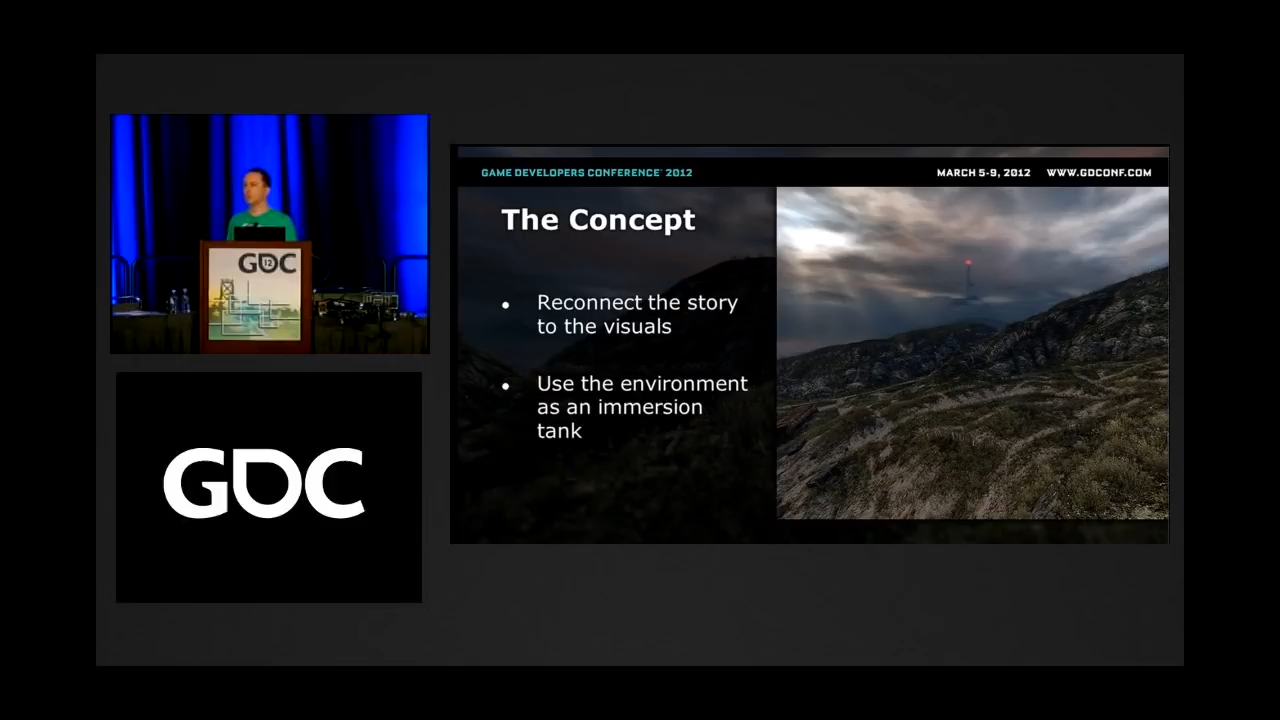 GDC
12
GDC
GAME DEVELOPERS CONFERENCE® 2012
MARCH 5-9, 2012 WWW.GDCONF.COM
The Concept
• Reconnect the story
to the visuals
• Use the environment
as an immersion
tank